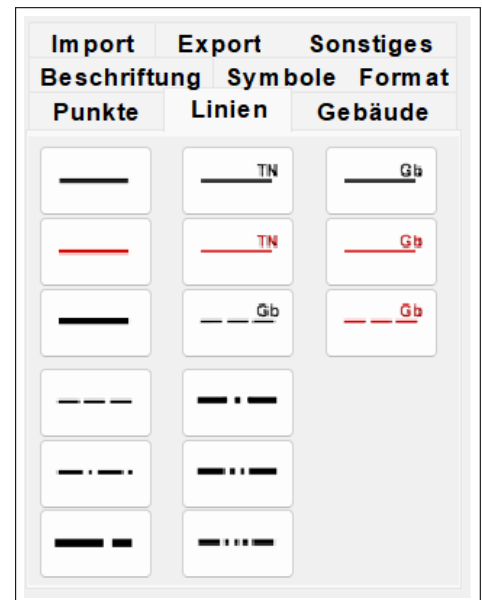 Import Export Sonstiges
Beschriftung Symbole Format
Punkte Linien Gebäude
TN Gb
TN Gb
Gb Gb